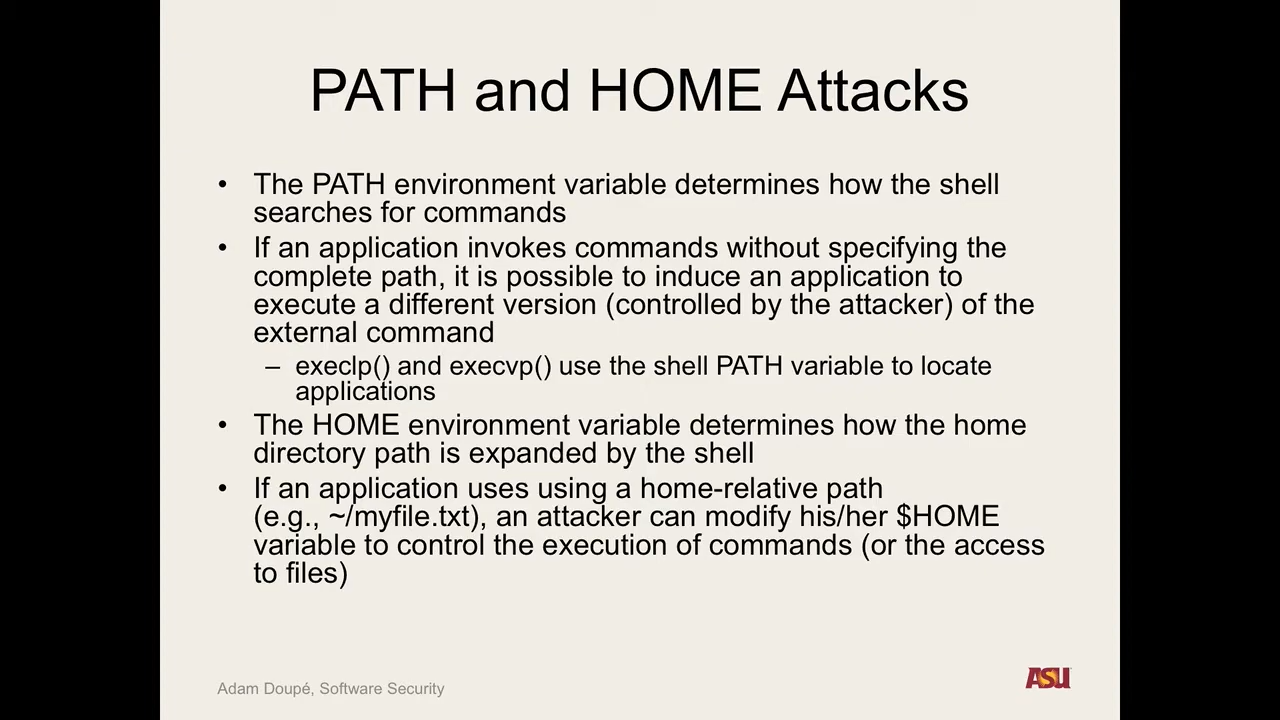 PATH and HOME Attacks
• The PATH environment variable determines how the shell
searches for commands
• If an application invokes commands without specifying the
complete path, it is possible to induce an application to
execute a different version (controlled by the attacker) of the
external command
– execlp() and execvp() use the shell PATH variable to locate
applications
• The HOME environment variable determines how the home
directory path is expanded by the shell
• If an application uses using a home-relative path
(e.g., ~/myfile.txt), an attacker can modify his/her $HOME
variable to control the execution of commands (or the access
to files)
Adam Doupé, Software Security
ASU